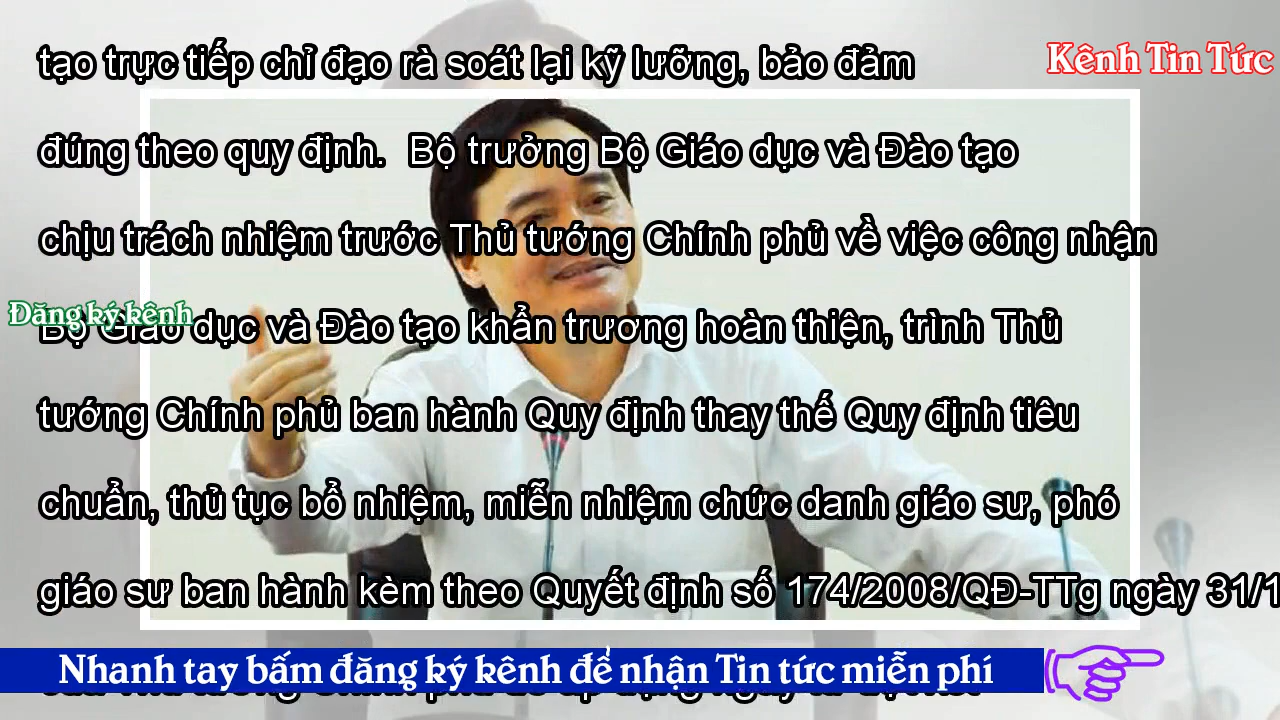 tạo trực tiếp chỉ đạo rà soát lại kỹ lưỡng, bảo đảm
Kênh Tin Tức
đúng theo quy định. Bộ trưởng Bộ Giáo dục và Đào tạo
chịu trách nhiệm trước Thủ tướng Chính phủ về việc công nhận
Đăng ký kênh
Bộ Giáo dục và Đào tạo khẩn trương hoàn thiện, trình Thủ
tướng Chính phủ ban hành Quy định thay thế Quy định tiêu
chuẩn, thủ tục bổ nhiệm, miễn nhiệm chức danh giáo sư, phó
giáo sư ban hành kèm theo Quyết định số 174/2008/QĐ-TTg ngày 31/1
Nhanh tay bấm đăng ký kênh để nhận Tin tức miễn phí